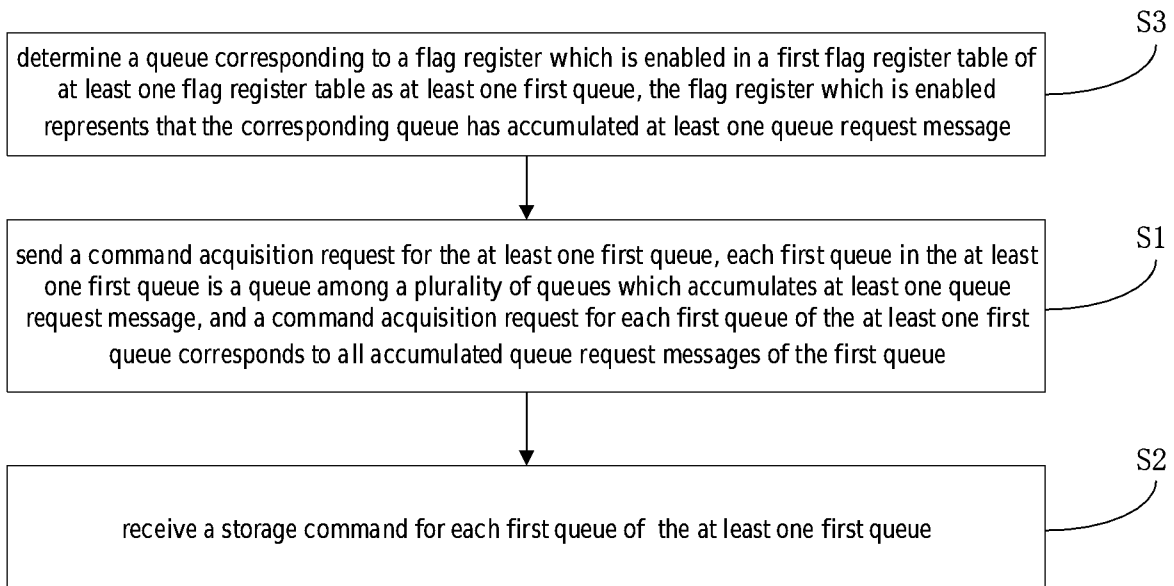 S3
determine a queue corresponding to a flag register which is enabled in a first flag register table of
at least one flag register table as at least one first queue, the flag register which is enabled
represents that the corresponding queue has accumulated at least one queue request message
S1
send a command acquisition request for the at least one first queue, each first queue in the at least
one first queue is a queue among a plurality of queues which accumulates at least one queue
request message, and a command acquisition request for each first queue of the at least one first
queue corresponds to all accumulated queue request messages of the first queue
S2
receive a storage command for each first queue of the at least one first queue